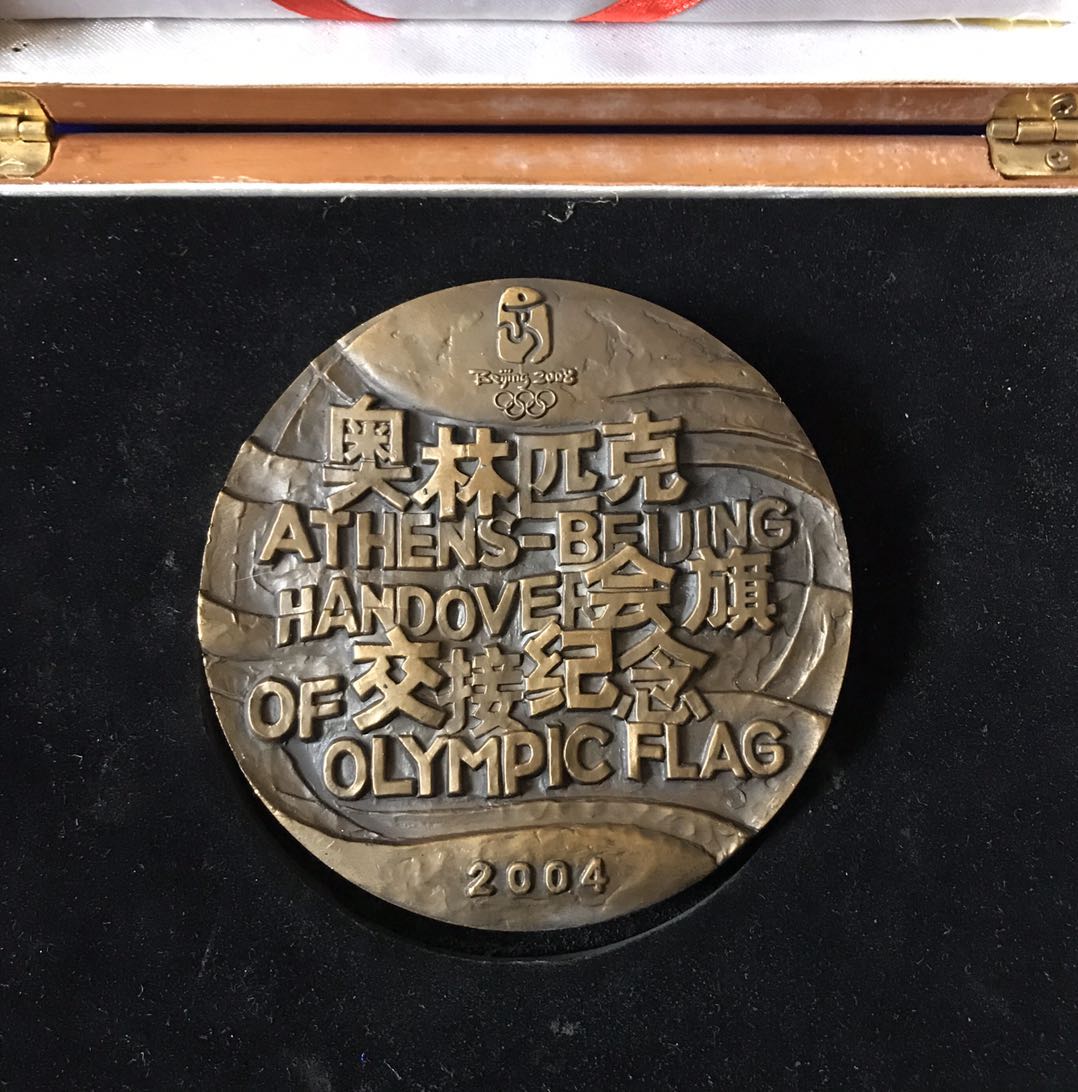 Beijing 2008
奥林匹克
ATHENS-BEIJING
HANDOVER会旗
OF交接纪念
OLYMPIC FLAG
2004